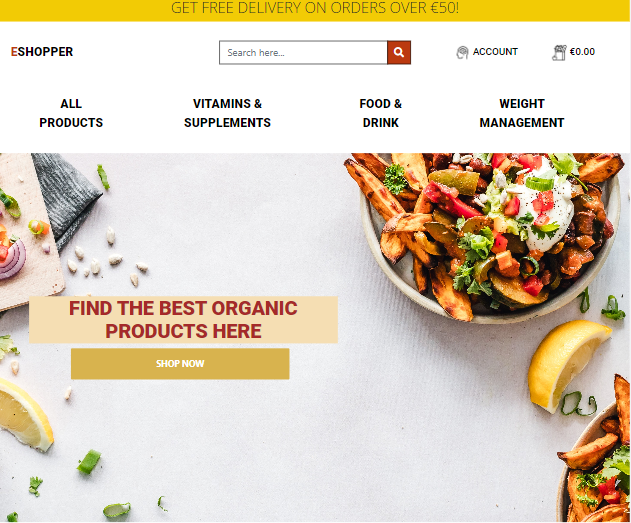 GET FREE DELIVERY ON ORDERS OVER €50!
ESHOPPER
Search here...
ACCOUNT
€0.00
ALL
PRODUCTS
VITAMINS &
SUPPLEMENTS
FOOD &
DRINK
WEIGHT
MANAGEMENT
FIND THE BEST ORGANIC
PRODUCTS HERE
SHOP NOW